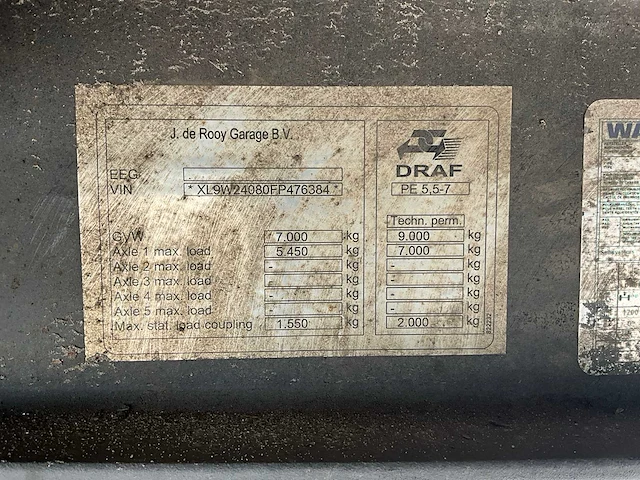 J. de Rooy Garage B.V.
DRAF
EEG
VIN * XL9W24080FP476384 *
PE 5,5-7
Techn. perm.
GVW 7.000 kg 9.000 kg
Axle 1 max. load 5.450 kg 7.000 kg
Axle 2 max. load - kg - kg
Axle 3 max. load - kg - kg
Axle 4 max. load - kg - kg
Axle 5 max. load - kg - kg
Max. stat. load coupling 1.550 kg 2.000 kg
WA